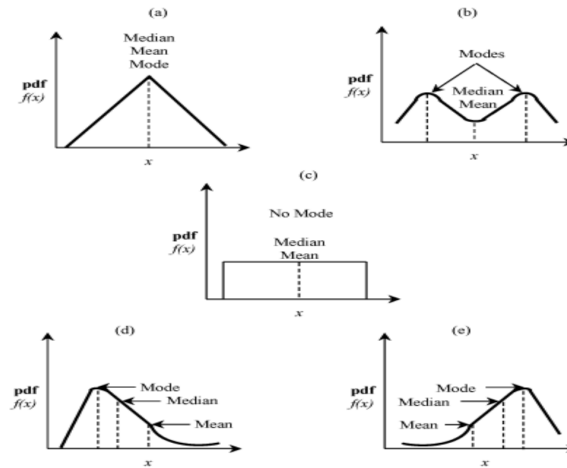 (a)
Median
Mean
Mode
pdf
f(x)
x
(b)
Modes
pdf
f(x)
Median
Mean
x
(c)
No Mode
pdf
f(x)
Median
Mean
x
(d)
pdf
f(x)
Mode
Median
Mean
x
(e)
pdf
f(x)
Mode
Median
Mean
x